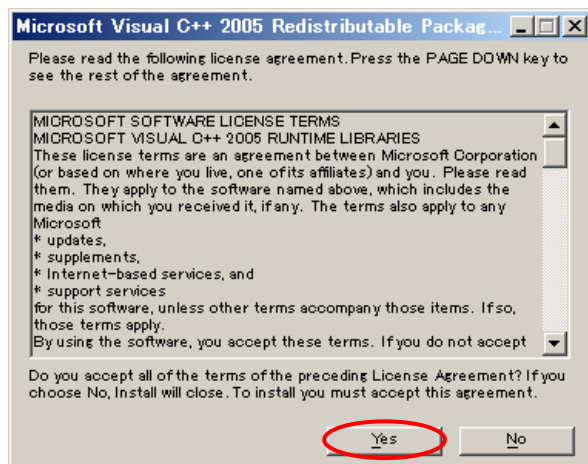 Microsoft Visual C++ 2005 Redistributable Packag...
Please read the following license agreement. Press the PAGE DOWN key to
see the rest of the agreement.
MICROSOFT SOFTWARE LICENSE TERMS
MICROSOFT VISUAL C++ 2005 RUNTIME LIBRARIES
These license terms are an agreement between Microsoft Corporation
(or based on where you live, one of its affiliates) and you. Please read
them. They apply to the software named above, which includes the
media on which you received it, if any. The terms also apply to any
Microsoft
* updates,
* supplements,
* Internet-based services, and
* support services
for this software, unless other terms accompany those items. If so,
those terms apply.
By using the software, you accept these terms. If you do not accept
Do you accept all of the terms of the preceding License Agreement? If you
choose No, Install will close. To install you must accept this agreement.
Yes No